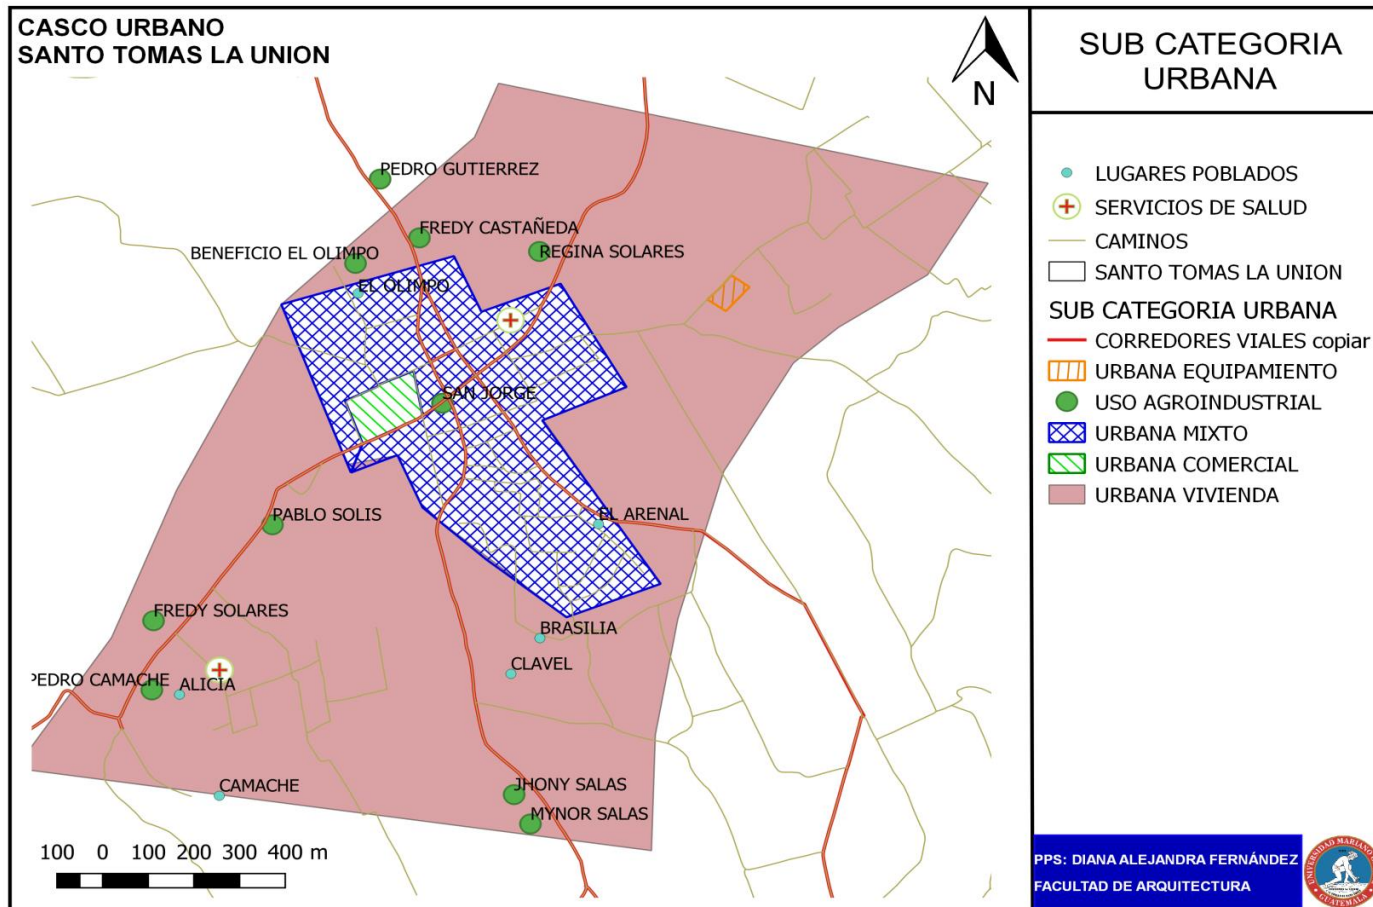 CASCO URBANO
SANTO TOMAS LA UNION
N
PEDRO GUTIERREZ
FREDY CASTAÑEDA
BENEFICIO EL OLIMPO
REGINA SOLARES
EL OLIMPO
SAN JORGE
PABLO SOLIS
EL ARENAL
FREDY SOLARES
BRASILIA
CLAVEL
PEDRO CAMACHE
ALICIA
CAMACHE
JHONY SALAS
MYNOR SALAS
100 0 100 200 300 400 m
SUB CATEGORIA
URBANA
LUGARES POBLADOS
SERVICIOS DE SALUD
CAMINOS
SANTO TOMAS LA UNION
SUB CATEGORIA URBANA
CORREDORES VIALES copiar
URBANA EQUIPAMIENTO
USO AGROINDUSTRIAL
URBANA MIXTO
URBANA COMERCIAL
URBANA VIVIENDA
PPS: DIANA ALEJANDRA FERNÁNDEZ
FACULTAD DE ARQUITECTURA
UNIVERSIDAD MARIANO
GUATEMALA